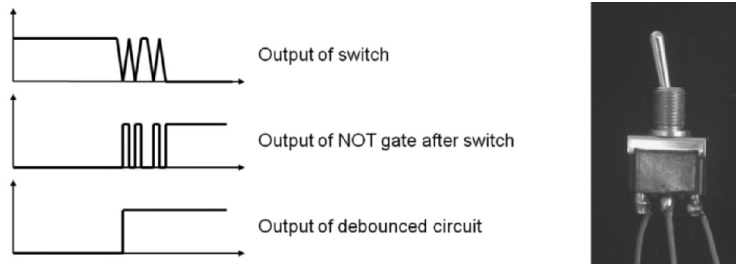 Output of switch
Output of NOT gate after switch
Output of debounced circuit